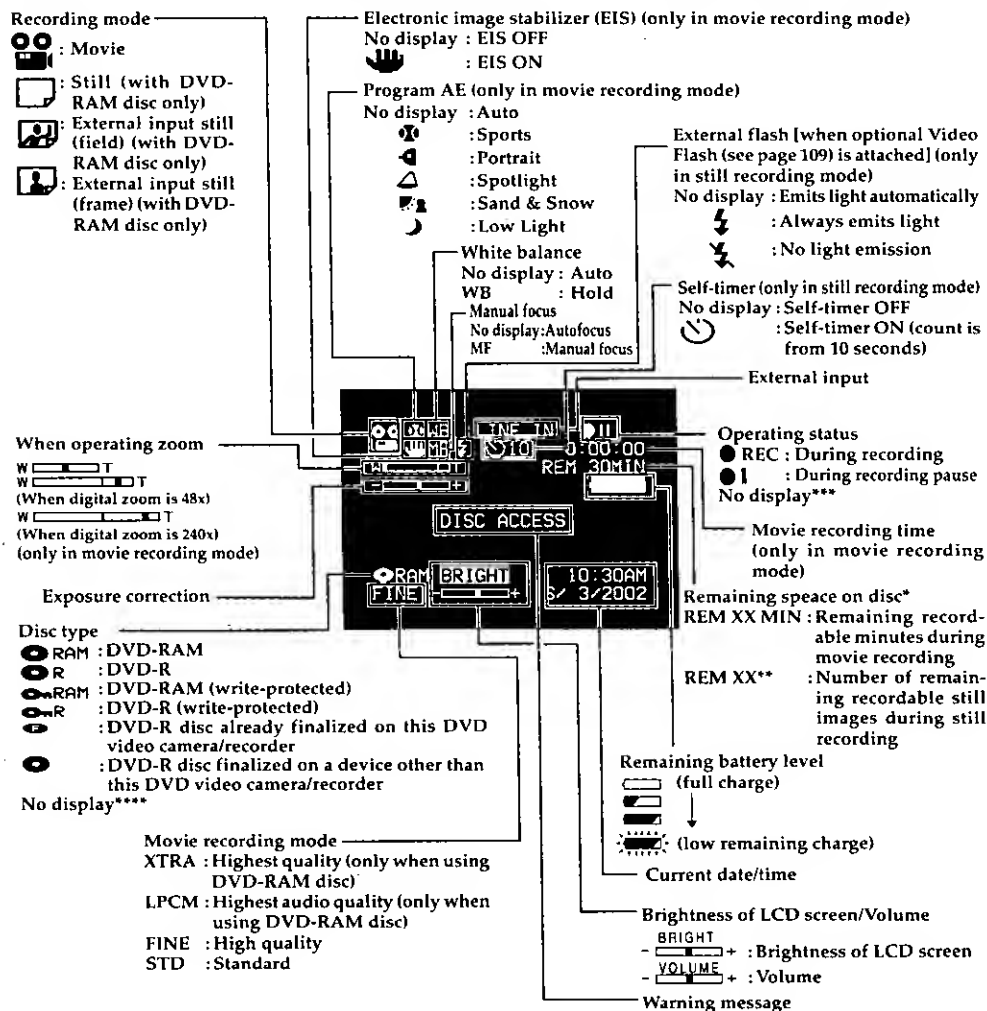 Recording mode
: Movie
: Still (with DVD-
RAM disc only)
: External input still
(field) (with DVD-
RAM disc only)
: External input still
(frame) (with DVD-
RAM disc only)
Electronic image stabilizer (EIS) (only in movie recording mode)
No display : EIS OFF
: EIS ON
Program AE (only in movie recording mode)
No display :Auto
:Sports
:Portrait
:Spotlight
:Sand & Snow
:Low Light
White balance
No display : Auto
WB : Hold
Manual focus
No display:Autofocus
MF :Manual focus
External flash [when optional Video
Flash (see page 109) is attached] (only
in still recording mode)
No display : Emits light automatically
: Always emits light
: No light emission
Self-timer (only in still recording mode)
No display : Self-timer OFF
: Self-timer ON (count is
from 10 seconds)
External input
When operating zoom
W T
W T
(When digital zoom is 48x)
W T
(When digital zoom is 240x)
(only in movie recording mode)
Exposure correction
WB
MF
W T
- +
LINE IN
10
0:00:00
REM 30MIN
DISC ACCESS
RAM
FINE
BRIGHT
- +
10:30AM
5/ 3/2002
Operating status
● REC : During recording
●❙ : During recording pause
No display***
Movie recording time
(only in movie recording
mode)
Remaining speace on disc*
REM XX MIN : Remaining record-
able minutes during
movie recording
REM XX** : Number of remain-
ing recordable still
images during still
recording
Remaining battery level
(full charge)
(low remaining charge)
Current date/time
Brightness of LCD screen/Volume
BRIGHT
- + : Brightness of LCD screen
VOLUME
- + : Volume
Warning message
Disc type
RAM : DVD-RAM
R : DVD-R
RAM : DVD-RAM (write-protected)
R : DVD-R (write-protected)
: DVD-R disc already finalized on this DVD
video camera/recorder
: DVD-R disc finalized on a device other than
this DVD video camera/recorder
No display****
Movie recording mode
XTRA : Highest quality (only when using
DVD-RAM disc)
LPCM : Highest audio quality (only when
using DVD-RAM disc)
FINE : High quality
STD : Standard